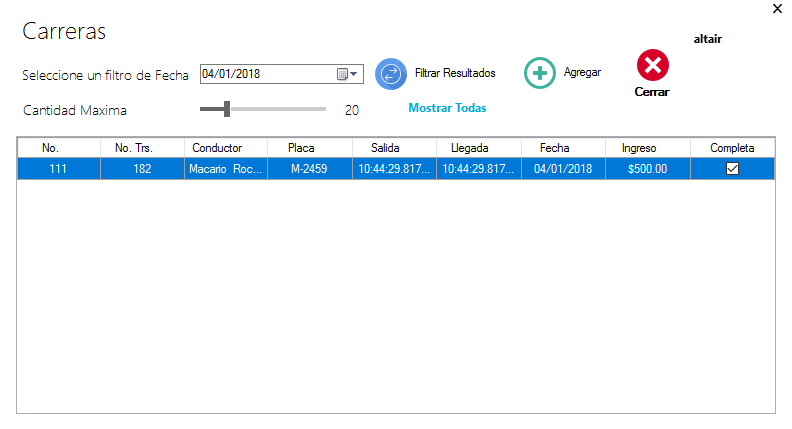 Carreras
altair
Seleccione un filtro de Fecha 04/01/2018 Filtrar Resultados Agregar
Cerrar
Cantidad Maxima 20 Mostrar Todas
No. No. Trs. Conductor Placa Salida Llegada Fecha Ingreso Completa
111 182 Macario Roc... M-2459 10:44:29.817... 10:44:29.817... 04/01/2018 $500.00